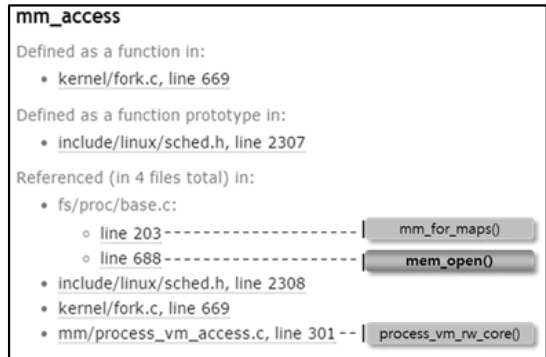 mm_access
Defined as a function in:
• kernel/fork.c, line 669
Defined as a function prototype in:
• include/linux/sched.h, line 2307
Referenced (in 4 files total) in:
• fs/proc/base.c:
○ line 203 mm_for_maps()
○ line 688 mem_open()
• include/linux/sched.h, line 2308
• kernel/fork.c, line 669
• mm/process_vm_access.c, line 301 process_vm_rw_core()